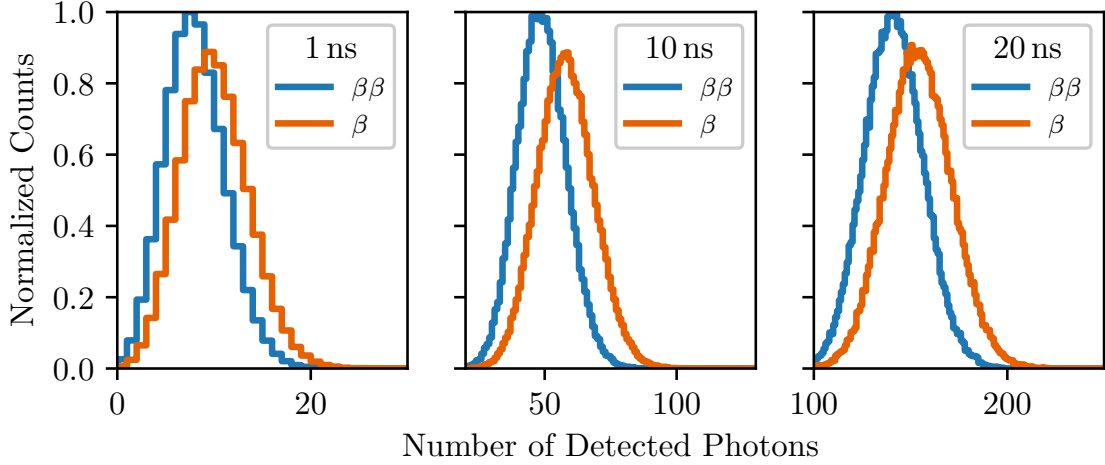 Normalized Counts
1.0
0.8
0.6
0.4
0.2
0.0
1 ns
ββ
β
0
20
10 ns
ββ
β
50
100
20 ns
ββ
β
100
200
Number of Detected Photons